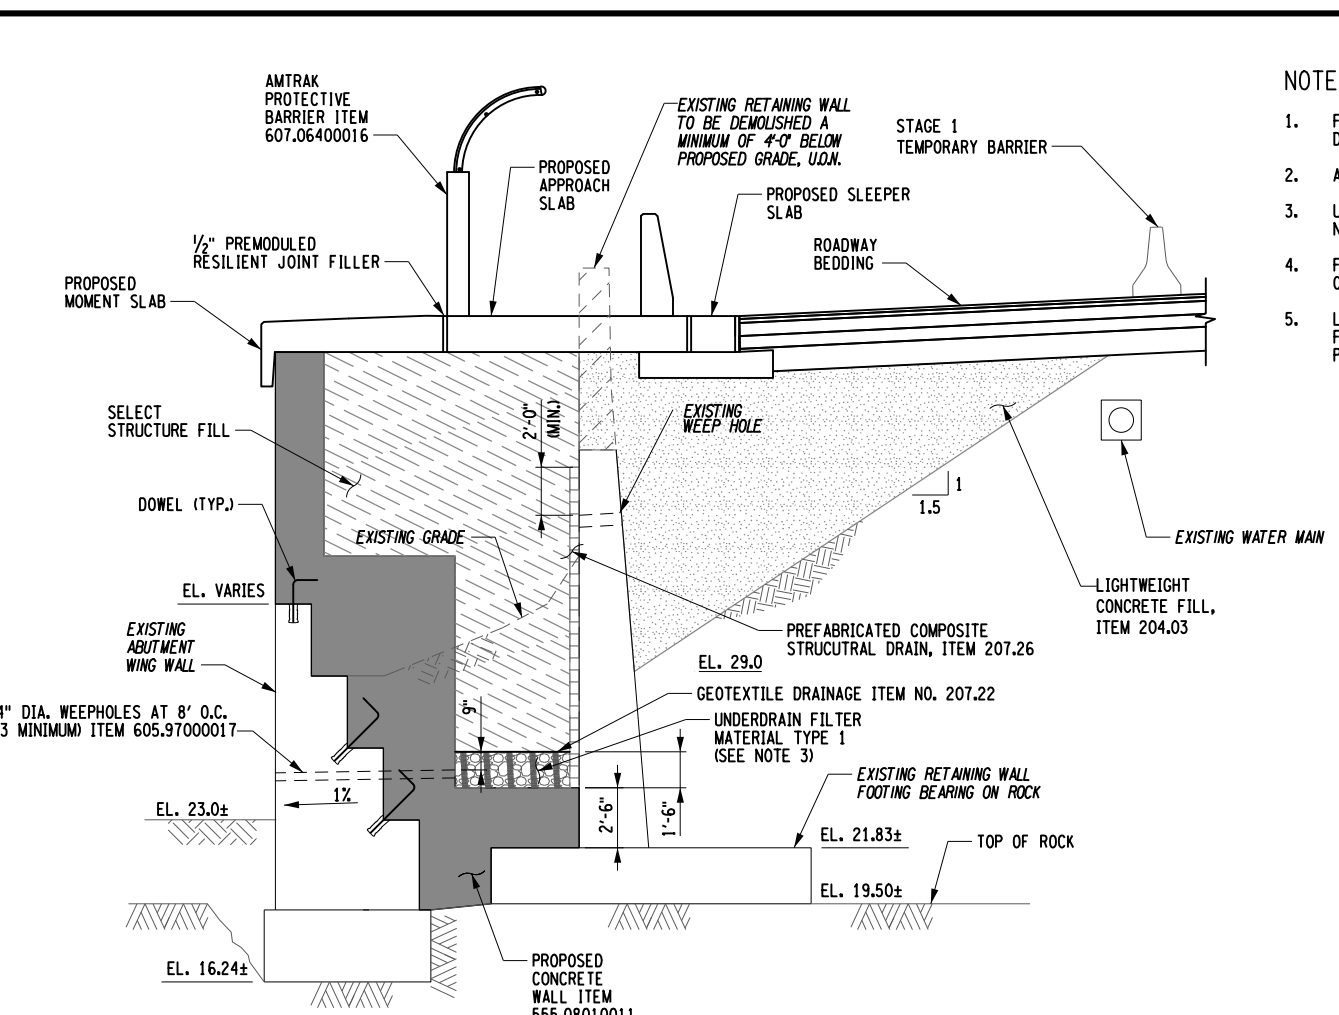 AMTRAK
PROTECTIVE
BARRIER ITEM
607.06400016
EXISTING RETAINING WALL
TO BE DEMOLISHED A
MINIMUM OF 4'-0" BELOW
PROPOSED GRADE, U.O.N.
STAGE 1
TEMPORARY BARRIER
NOTE
1.
2.
3.
4.
5.
PROPOSED
APPROACH
SLAB
PROPOSED SLEEPER
SLAB
ROADWAY
BEDDING
1/2" PREMODULED
RESILIENT JOINT FILLER
PROPOSED
MOMENT SLAB
SELECT
STRUCTURE FILL
2'-0"
(MIN.)
EXISTING
WEEP HOLE
1
1.5
DOWEL (TYP.)
EXISTING GRADE
EXISTING WATER MAIN
EL. VARIES
LIGHTWEIGHT
CONCRETE FILL,
ITEM 204.03
EXISTING
ABUTMENT
WING WALL
PREFABRICATED COMPOSITE
STRUCUTRAL DRAIN, ITEM 207.26
EL. 29.0
GEOTEXTILE DRAINAGE ITEM NO. 207.22
4" DIA. WEEPHOLES AT 8' O.C.
3 MINIMUM) ITEM 605.97000017
9"
UNDERDRAIN FILTER
MATERIAL TYPE 1
(SEE NOTE 3)
EXISTING RETAINING WALL
FOOTING BEARING ON ROCK
1%
EL. 23.0±
2'-6"
1'-6"
EL. 21.83±
TOP OF ROCK
EL. 19.50±
EL. 16.24±
PROPOSED
CONCRETE
WALL ITEM
555.08010011